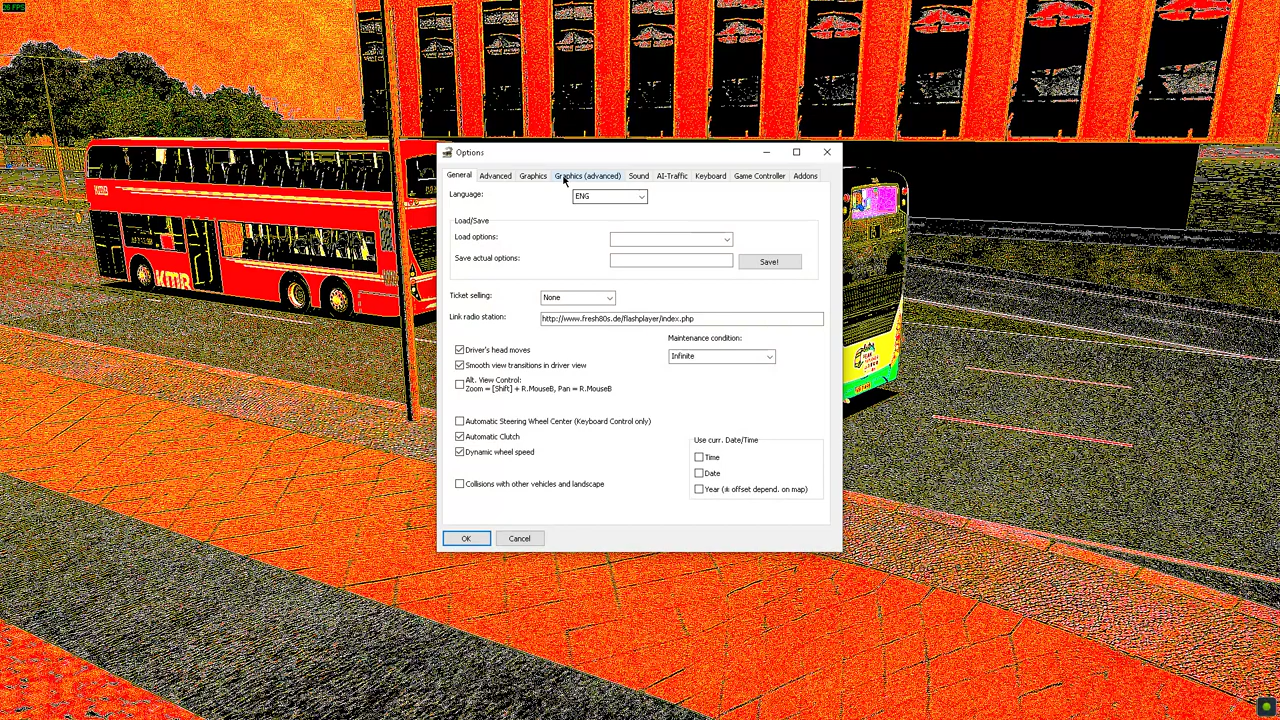 26 FPS
Options
General Advanced Graphics Graphics (advanced) Sound AI-Traffic Keyboard Game Controller Addons
Language: ENG
Load/Save
Load options:
Save actual options: Save!
Ticket selling: None
Link radio station: http://www.fresh80s.de/flashplayer/index.php
Maintenance condition:
Infinite
Driver's head moves
Smooth view transitions in driver view
Alt. View Control:
Zoom = [Shift] + R.MouseB, Pan = R.MouseB
Automatic Steering Wheel Center (Keyboard Control only)
Automatic Clutch
Dynamic wheel speed
Collisions with other vehicles and landscape
Use curr. Date/Time
Time
Date
Year (± offset depend. on map)
OK Cancel
KMB
KMB